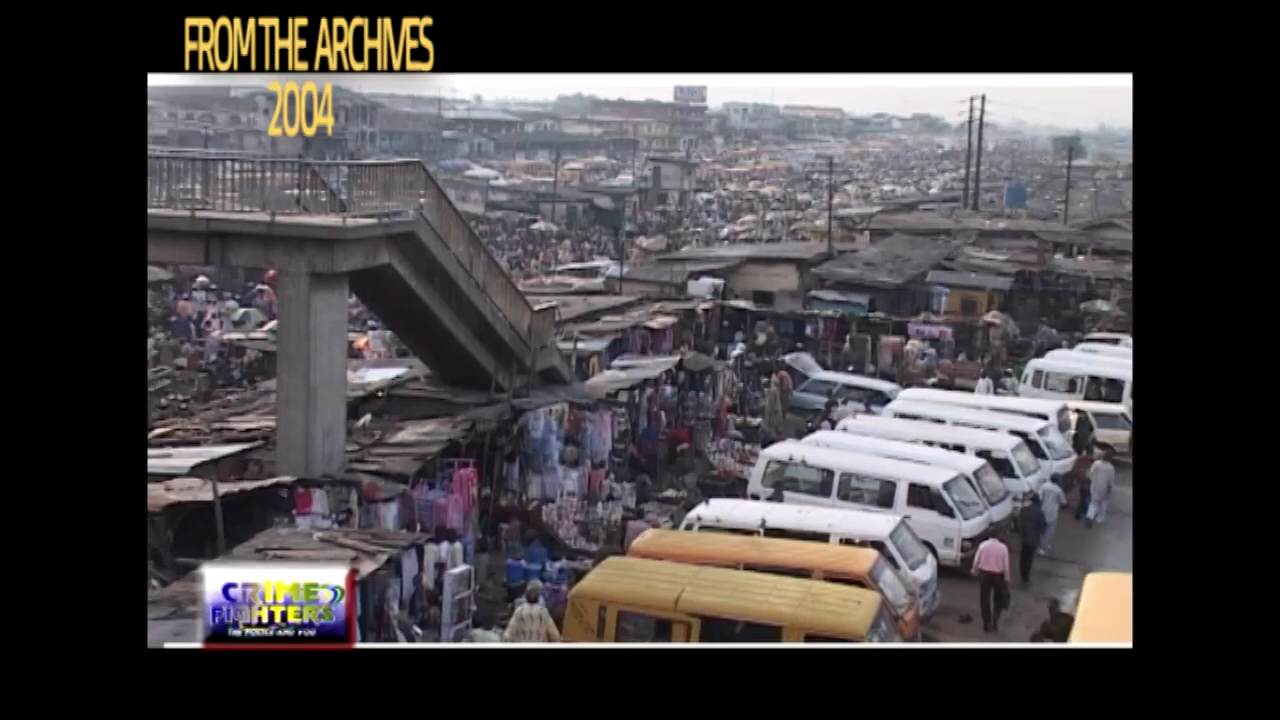 FROM THE ARCHIVES
2004
CRIME
FIGHTERS
THE POLICE AND YOU